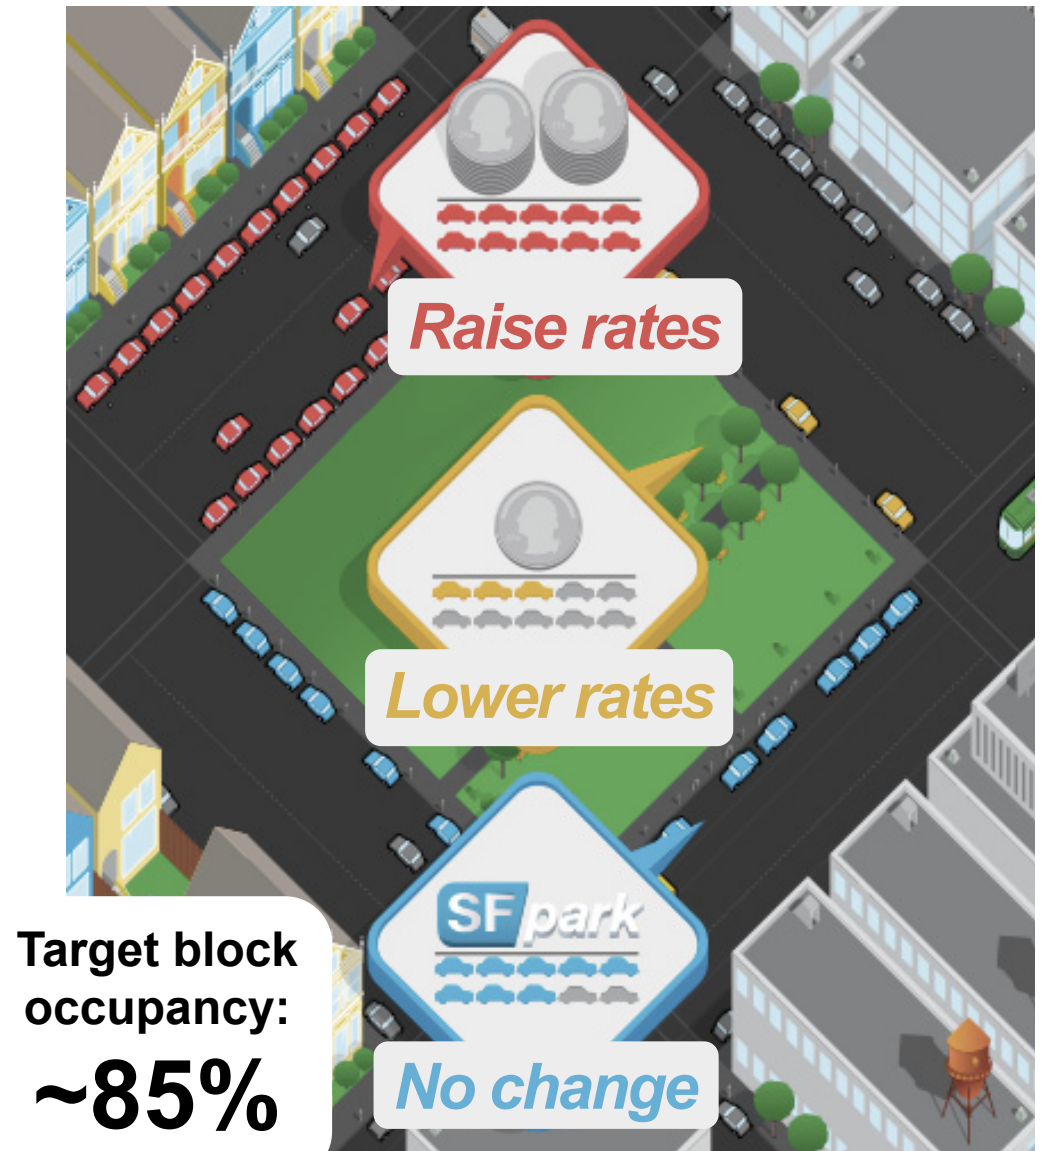 Raise rates
Lower rates
SFpark
No change
Target block
occupancy:
~85%